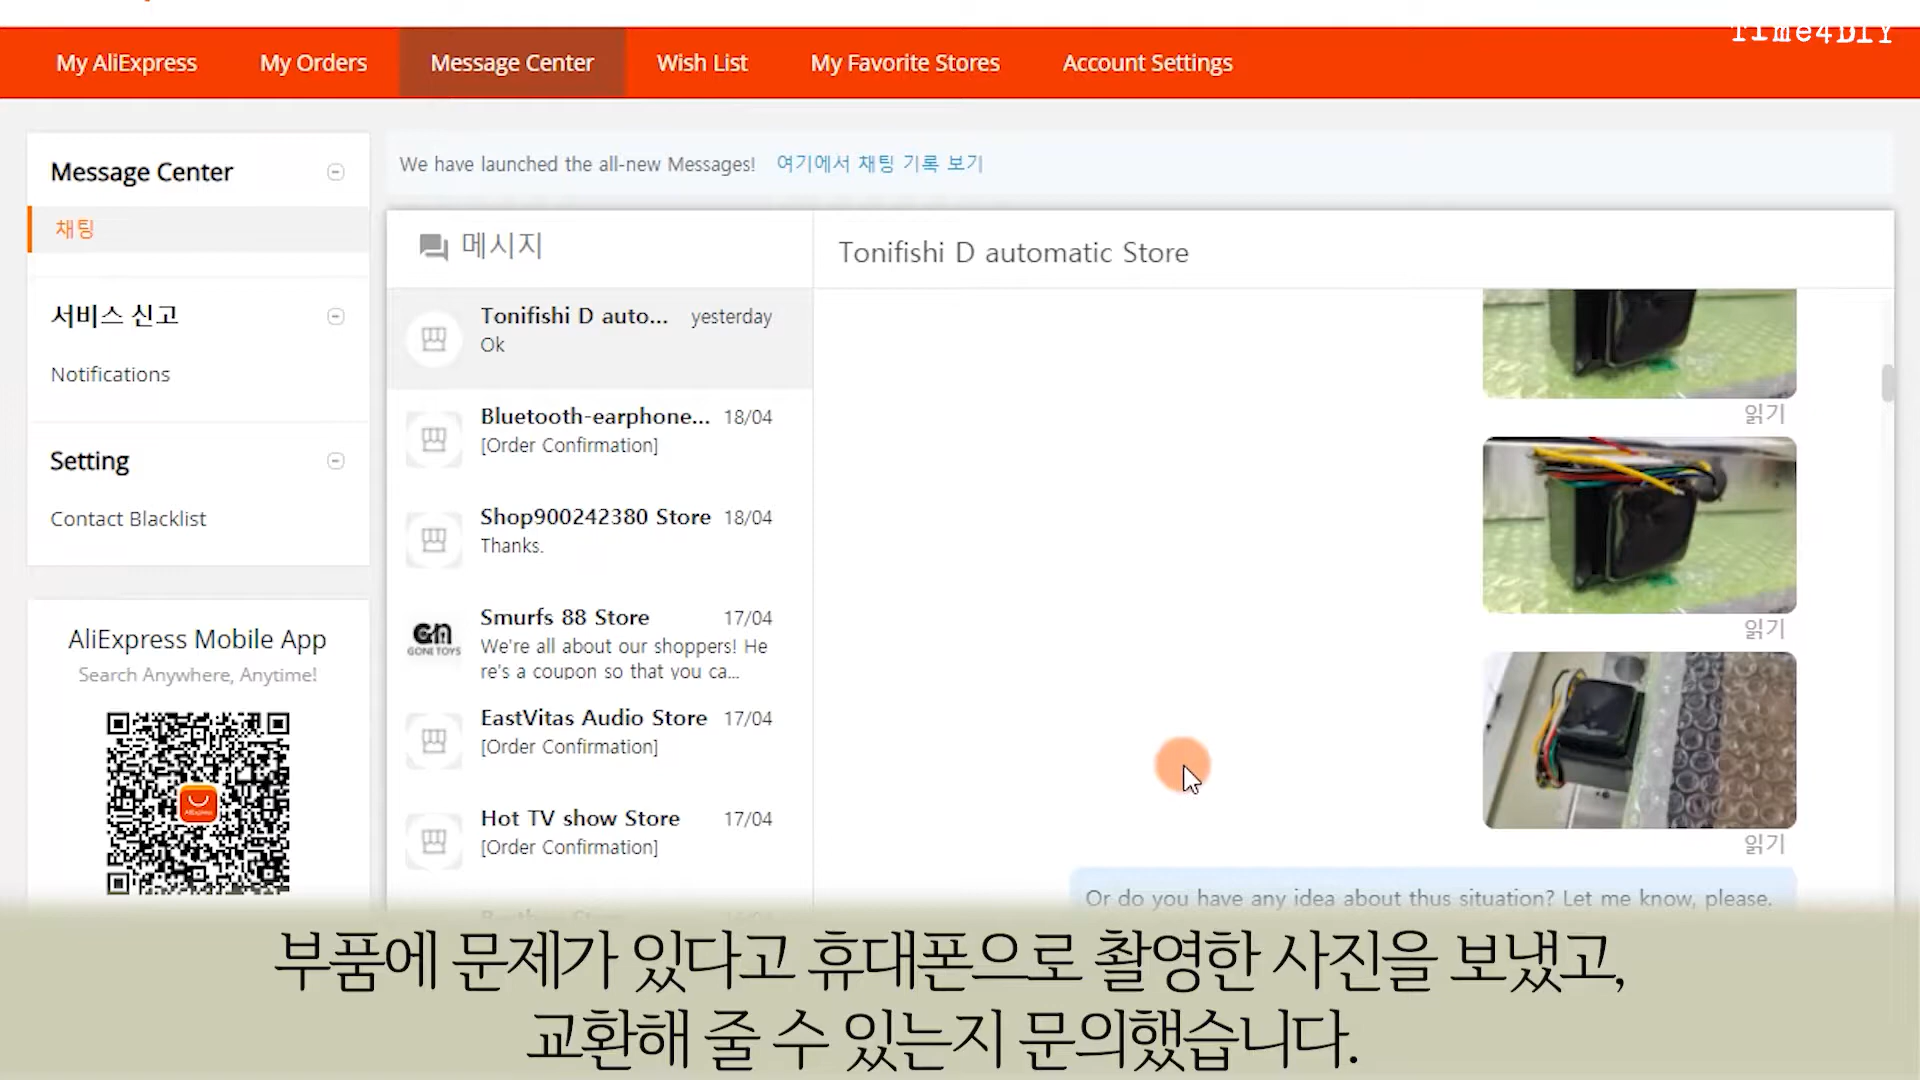 Time4DIY
My AliExpress
My Orders
Message Center
Wish List
My Favorite Stores
Account Settings
Message Center
채팅
서비스 신고
Notifications
Setting
Contact Blacklist
AliExpress Mobile App
Search Anywhere, Anytime!
We have launched the all-new Messages! 여기에서 채팅 기록 보기
메시지
Tonifishi D auto... yesterday
Ok
Bluetooth-earphone... 18/04
[Order Confirmation]
Shop900242380 Store 18/04
Thanks.
GN
GONE TOYS
Smurfs 88 Store 17/04
We're all about our shoppers! He
re's a coupon so that you ca...
EastVitas Audio Store 17/04
[Order Confirmation]
Hot TV show Store 17/04
[Order Confirmation]
Tonifishi D automatic Store
읽기
읽기
읽기
Or do you have any idea about thus situation? Let me know, please.
부품에 문제가 있다고 휴대폰으로 촬영한 사진을 보냈고,
교환해 줄 수 있는지 문의했습니다.